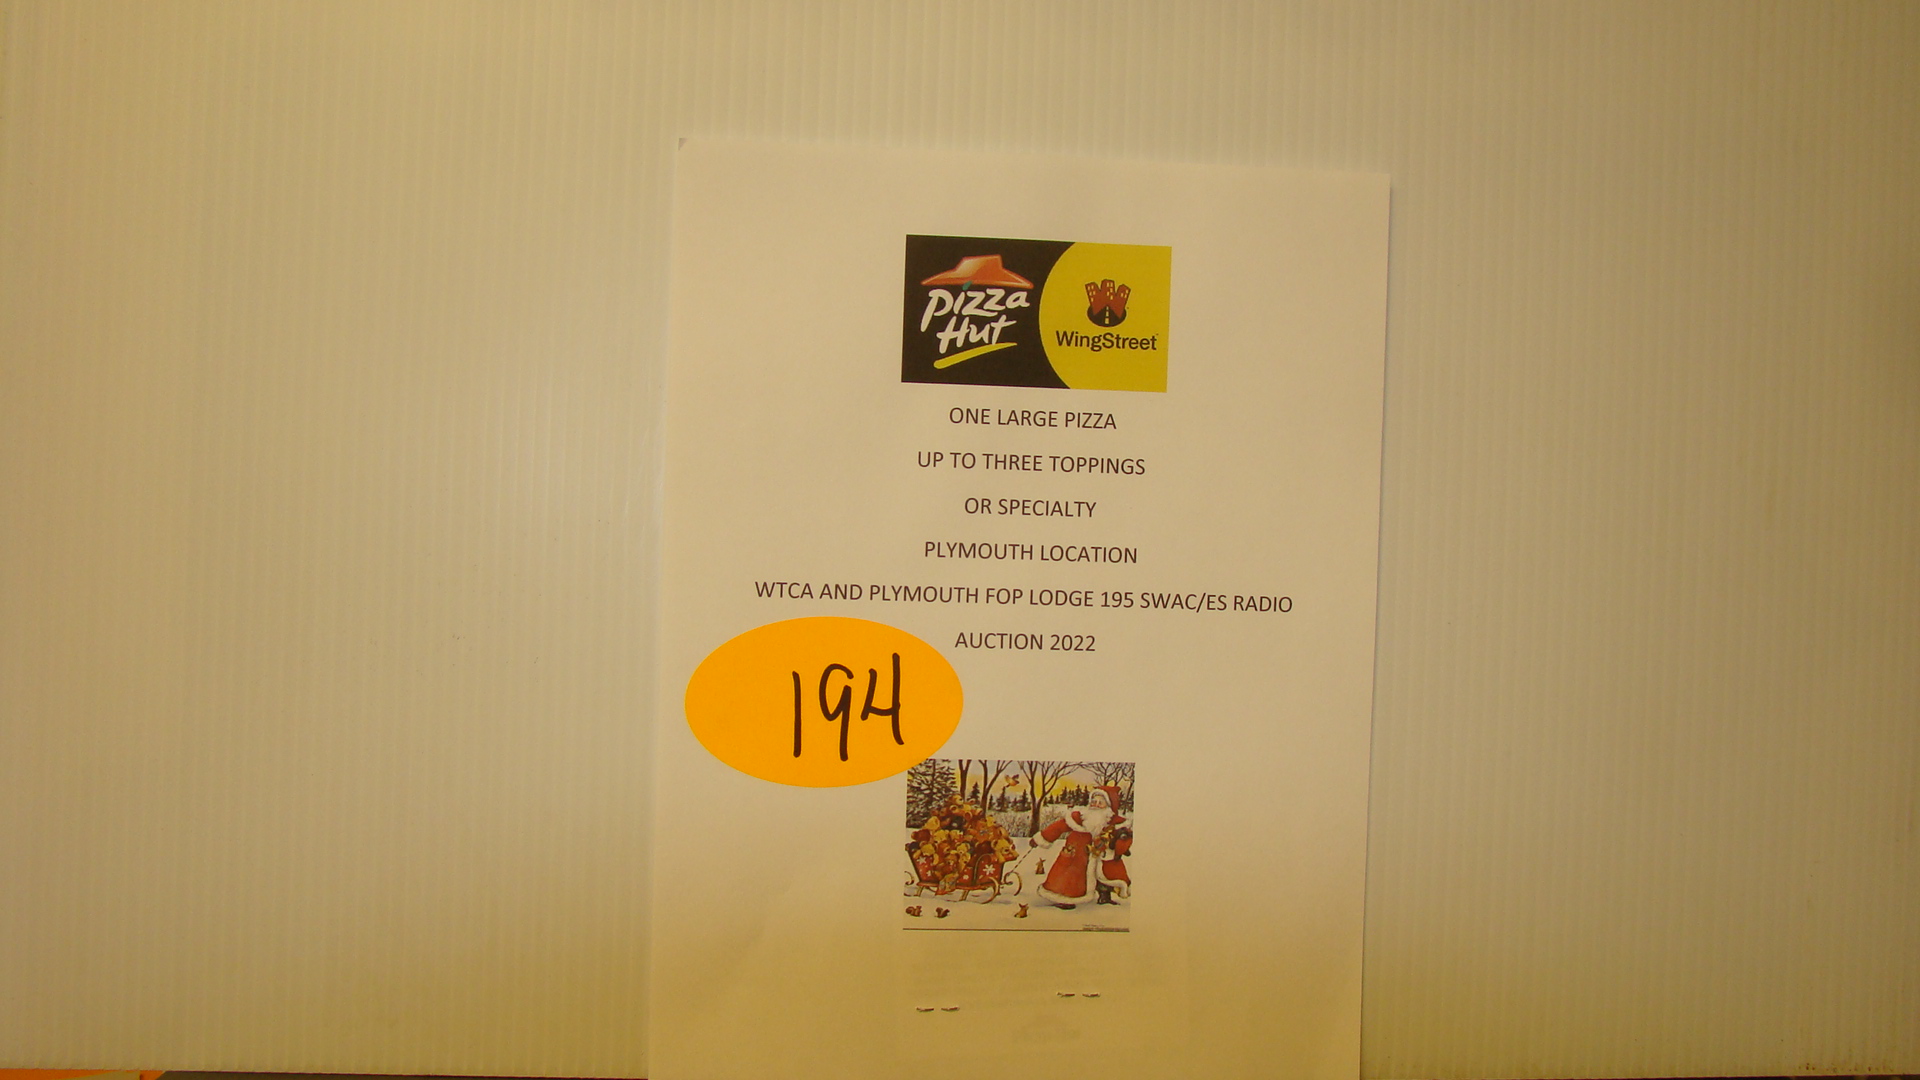 Pizza
Hut
WingStreet
ONE LARGE PIZZA
UP TO THREE TOPPINGS
OR SPECIALTY
PLYMOUTH LOCATION
WTCA AND PLYMOUTH FOP LODGE 195 SWAC/ES RADIO
AUCTION 2022
194